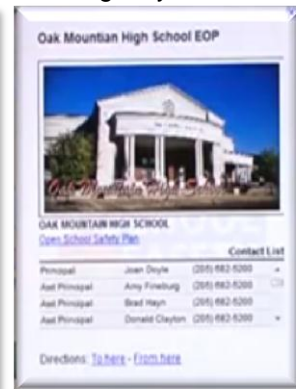 Oak Mountian High School EOP
Oak Mountain High School
OAK MOUNTAIN HIGH SCHOOL
Open School Safety Plan
Contact List
Principal Joan Doyle (205) 682-5200
Asst Principal Amy Fineburg (205) 682-5200
Asst Principal Brad Hayn (205) 682-5200
Asst Principal Donald Clayton (205) 682-5200
Directions: To here - From here